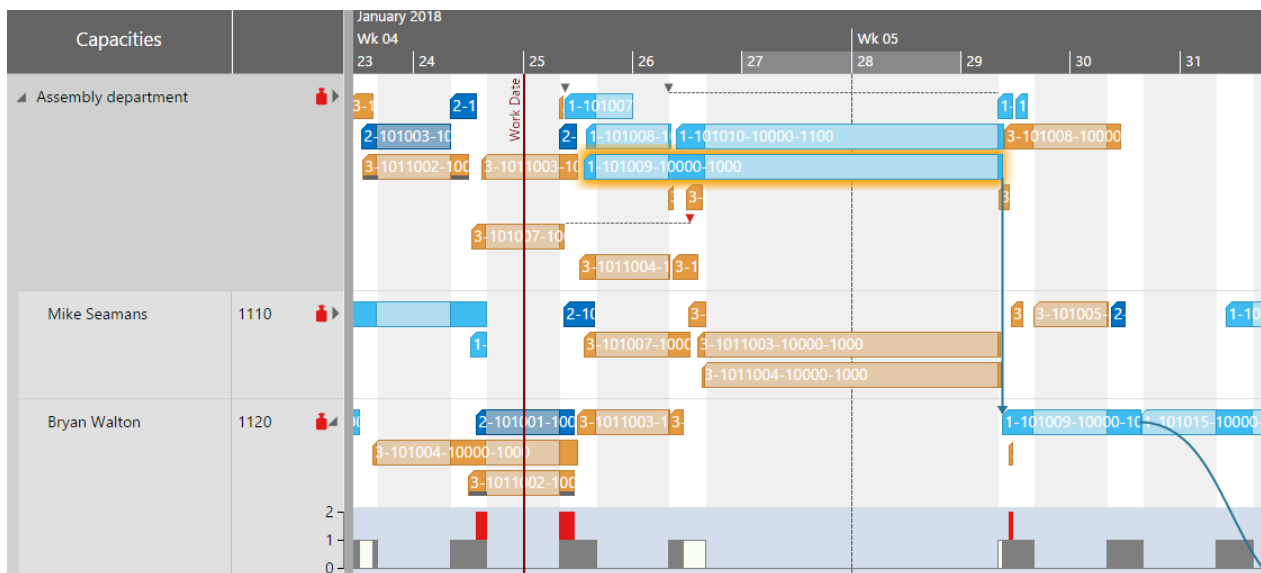 January 2018
Capacities
Wk 04 Wk 05
23 24 25 26 27 28 29 30 31
Work Date
Assembly department
3-1 2-1 1-101007 1- 1-
2-101003-10 2- 1-101008-1 1-101010-10000-1100 3-101008-10000
3-1011002-100 3-1011003-10 1-101009-10000-1000
3-
3-101007-10
3-1011004-1 3-1
Mike Seamans 1110 2-10 3- 3 3-101005- 2- 1-10
1- 3-101007-1000 3-1011003-10000-1000
3-1011004-10000-1000
Bryan Walton 1120 2-101001-100 3-1011003-1 3- 1-101009-10000-10 1-101015-10000-
3-101004-10000-1000
3-1011002-100
2
1
0